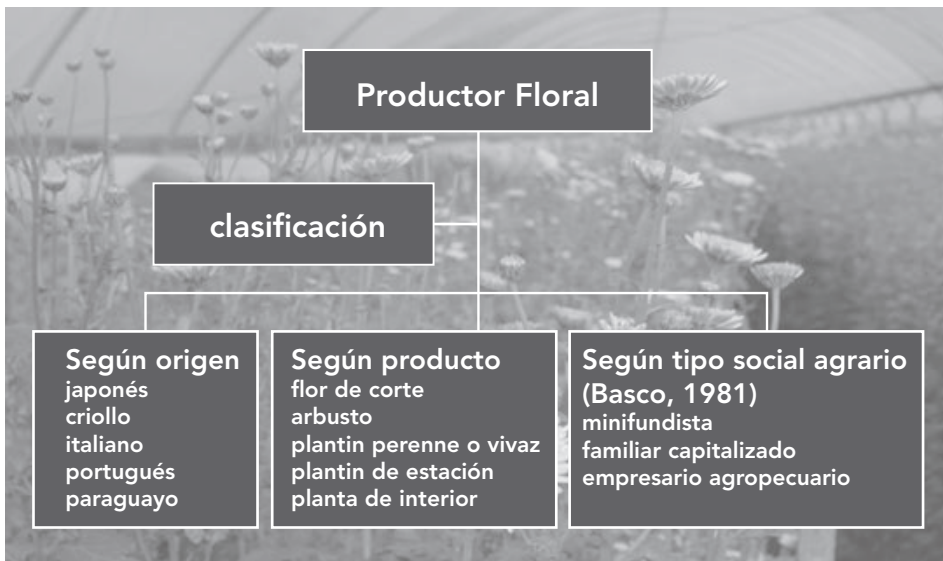 Productor Floral
clasificación
Según origen
japonés
criollo
italiano
portugués
paraguayo
Según producto
flor de corte
arbusto
plantin perenne o vivaz
plantin de estación
planta de interior
Según tipo social agrario
(Basco, 1981)
minifundista
familiar capitalizado
empresario agropecuario